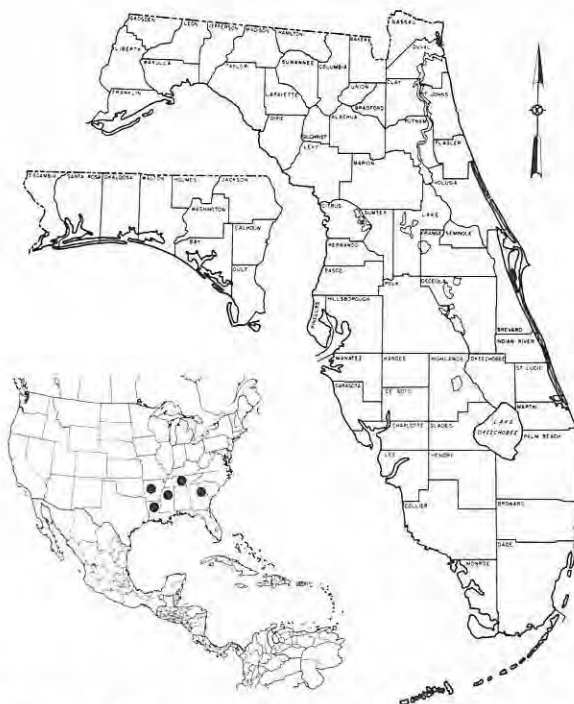 GADSDEN
LEON
JEFFERSON
MADISON
HAMILTON
NASSAU
BAKER
DUVAL
LIBERTY
WAKULLA
TAYLOR
SUWANNEE
COLUMBIA
FRANKLIN
LAFAYETTE
UNION
BRADFORD
CLAY
ST JOHNS
DIXIE
GILCHRIST
ALACHUA
PUTNAM
FLAGLER
LEVY
MARION
VOLUSIA
ESCAMBIA
SANTA ROSA
OKALOOSA
WALTON
HOLMES
JACKSON
WASHINGTON
BAY
CALHOUN
GULF
CITRUS
SUMTER
LAKE
HERNANDO
ORANGE
SEMINOLE
PASCO
POLK
OSCEOLA
PINELLAS
HILLSBOROUGH
BREVARD
INDIAN RIVER
MANATEE
HARDEE
HIGHLANDS
OKEECHOBEE
ST LUCIE
SARASOTA
DE SOTO
MARTIN
CHARLOTTE
GLADES
LAKE
OKEECHOBEE
PALM BEACH
LEE
HENDRY
COLLIER
BROWARD
DADE
MONROE